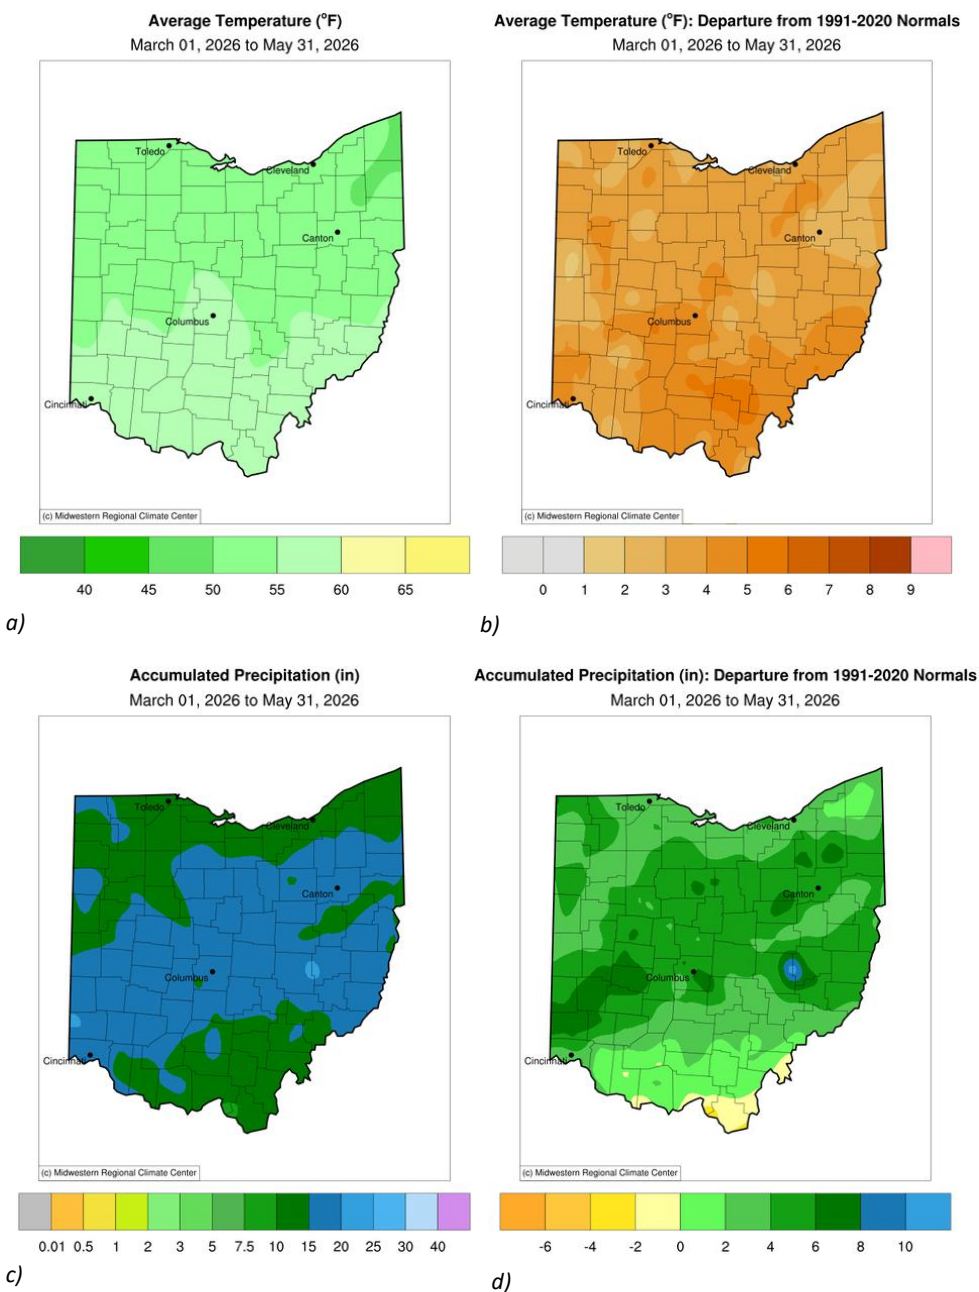 Average Temperature (°F)
March 01, 2026 to May 31, 2026
Toledo
Cleveland
Canton
Columbus
Cincinnati
(c) Midwestern Regional Climate Center
40 45 50 55 60 65
a)
Average Temperature (°F): Departure from 1991-2020 Normals
March 01, 2026 to May 31, 2026
Toledo
Cleveland
Canton
Columbus
Cincinnati
(c) Midwestern Regional Climate Center
0 1 2 3 4 5 6 7 8 9
b)
Accumulated Precipitation (in)
March 01, 2026 to May 31, 2026
Toledo
Cleveland
Canton
Columbus
Cincinnati
(c) Midwestern Regional Climate Center
0.01 0.5 1 2 3 5 7.5 10 15 20 25 30 40
c)
Accumulated Precipitation (in): Departure from 1991-2020 Normals
March 01, 2026 to May 31, 2026
Toledo
Cleveland
Canton
Columbus
Cincinnati
(c) Midwestern Regional Climate Center
-6 -4 -2 0 2 4 6 8 10
d)